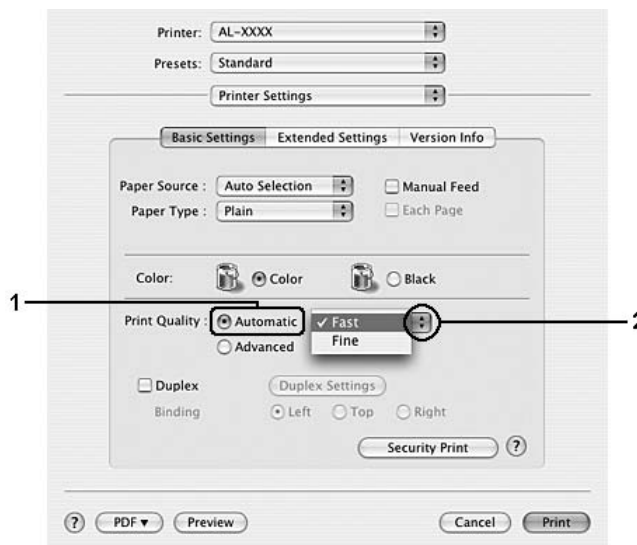 Printer: AL-XXXX
Presets: Standard
Printer Settings
Basic Settings Extended Settings Version Info
Paper Source : Auto Selection Manual Feed
Paper Type : Plain Each Page
Color: Color Black
1
Print Quality : Automatic ✓ Fast 2
Advanced Fine
Duplex Duplex Settings
Binding Left Top Right
Security Print ?
? PDF ▼ Preview Cancel Print